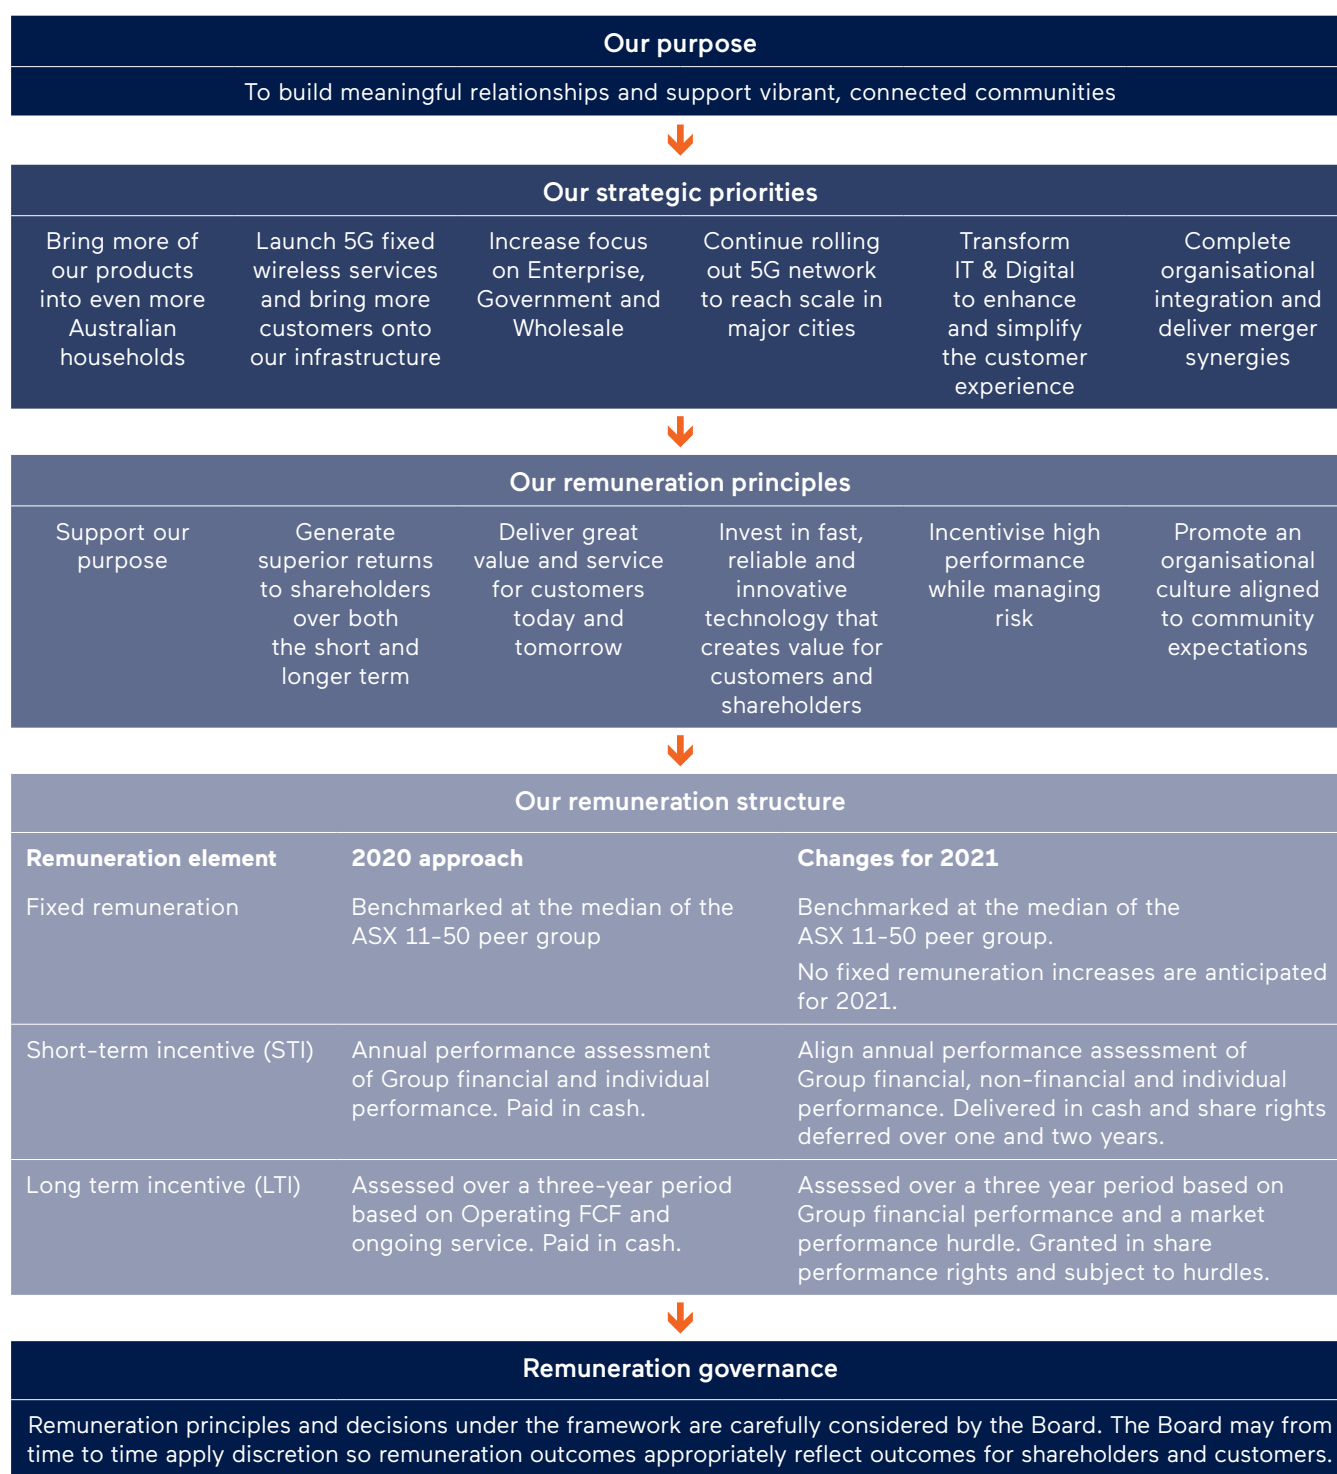 Our purpose
To build meaningful relationships and support vibrant, connected communities
Our strategic priorities
Bring more of
our products
into even more
Australian
households
Launch 5G fixed
wireless services
and bring more
customers onto
our infrastructure
Increase focus
on Enterprise,
Government and
Wholesale
Continue rolling
out 5G network
to reach scale in
major cities
Transform
IT & Digital
to enhance
and simplify
the customer
experience
Complete
organisational
integration and
deliver merger
synergies
Our remuneration principles
Support our
purpose
Generate
superior returns
to shareholders
over both
the short and
longer term
Deliver great
value and service
for customers
today and
tomorrow
Invest in fast,
reliable and
innovative
technology that
creates value for
customers and
shareholders
Incentivise high
performance
while managing
risk
Promote an
organisational
culture aligned
to community
expectations
Our remuneration structure
Remuneration element
2020 approach
Changes for 2021
Fixed remuneration
Benchmarked at the median of the
ASX 11-50 peer group
Benchmarked at the median of the
ASX 11-50 peer group.
No fixed remuneration increases are anticipated
for 2021.
Short-term incentive (STI)
Annual performance assessment
of Group financial and individual
performance. Paid in cash.
Align annual performance assessment of
Group financial, non-financial and individual
performance. Delivered in cash and share rights
deferred over one and two years.
Long term incentive (LTI)
Assessed over a three-year period
based on Operating FCF and
ongoing service. Paid in cash.
Assessed over a three year period based on
Group financial performance and a market
performance hurdle. Granted in share
performance rights and subject to hurdles.
Remuneration governance
Remuneration principles and decisions under the framework are carefully considered by the Board. The Board may from
time to time apply discretion so remuneration outcomes appropriately reflect outcomes for shareholders and customers.